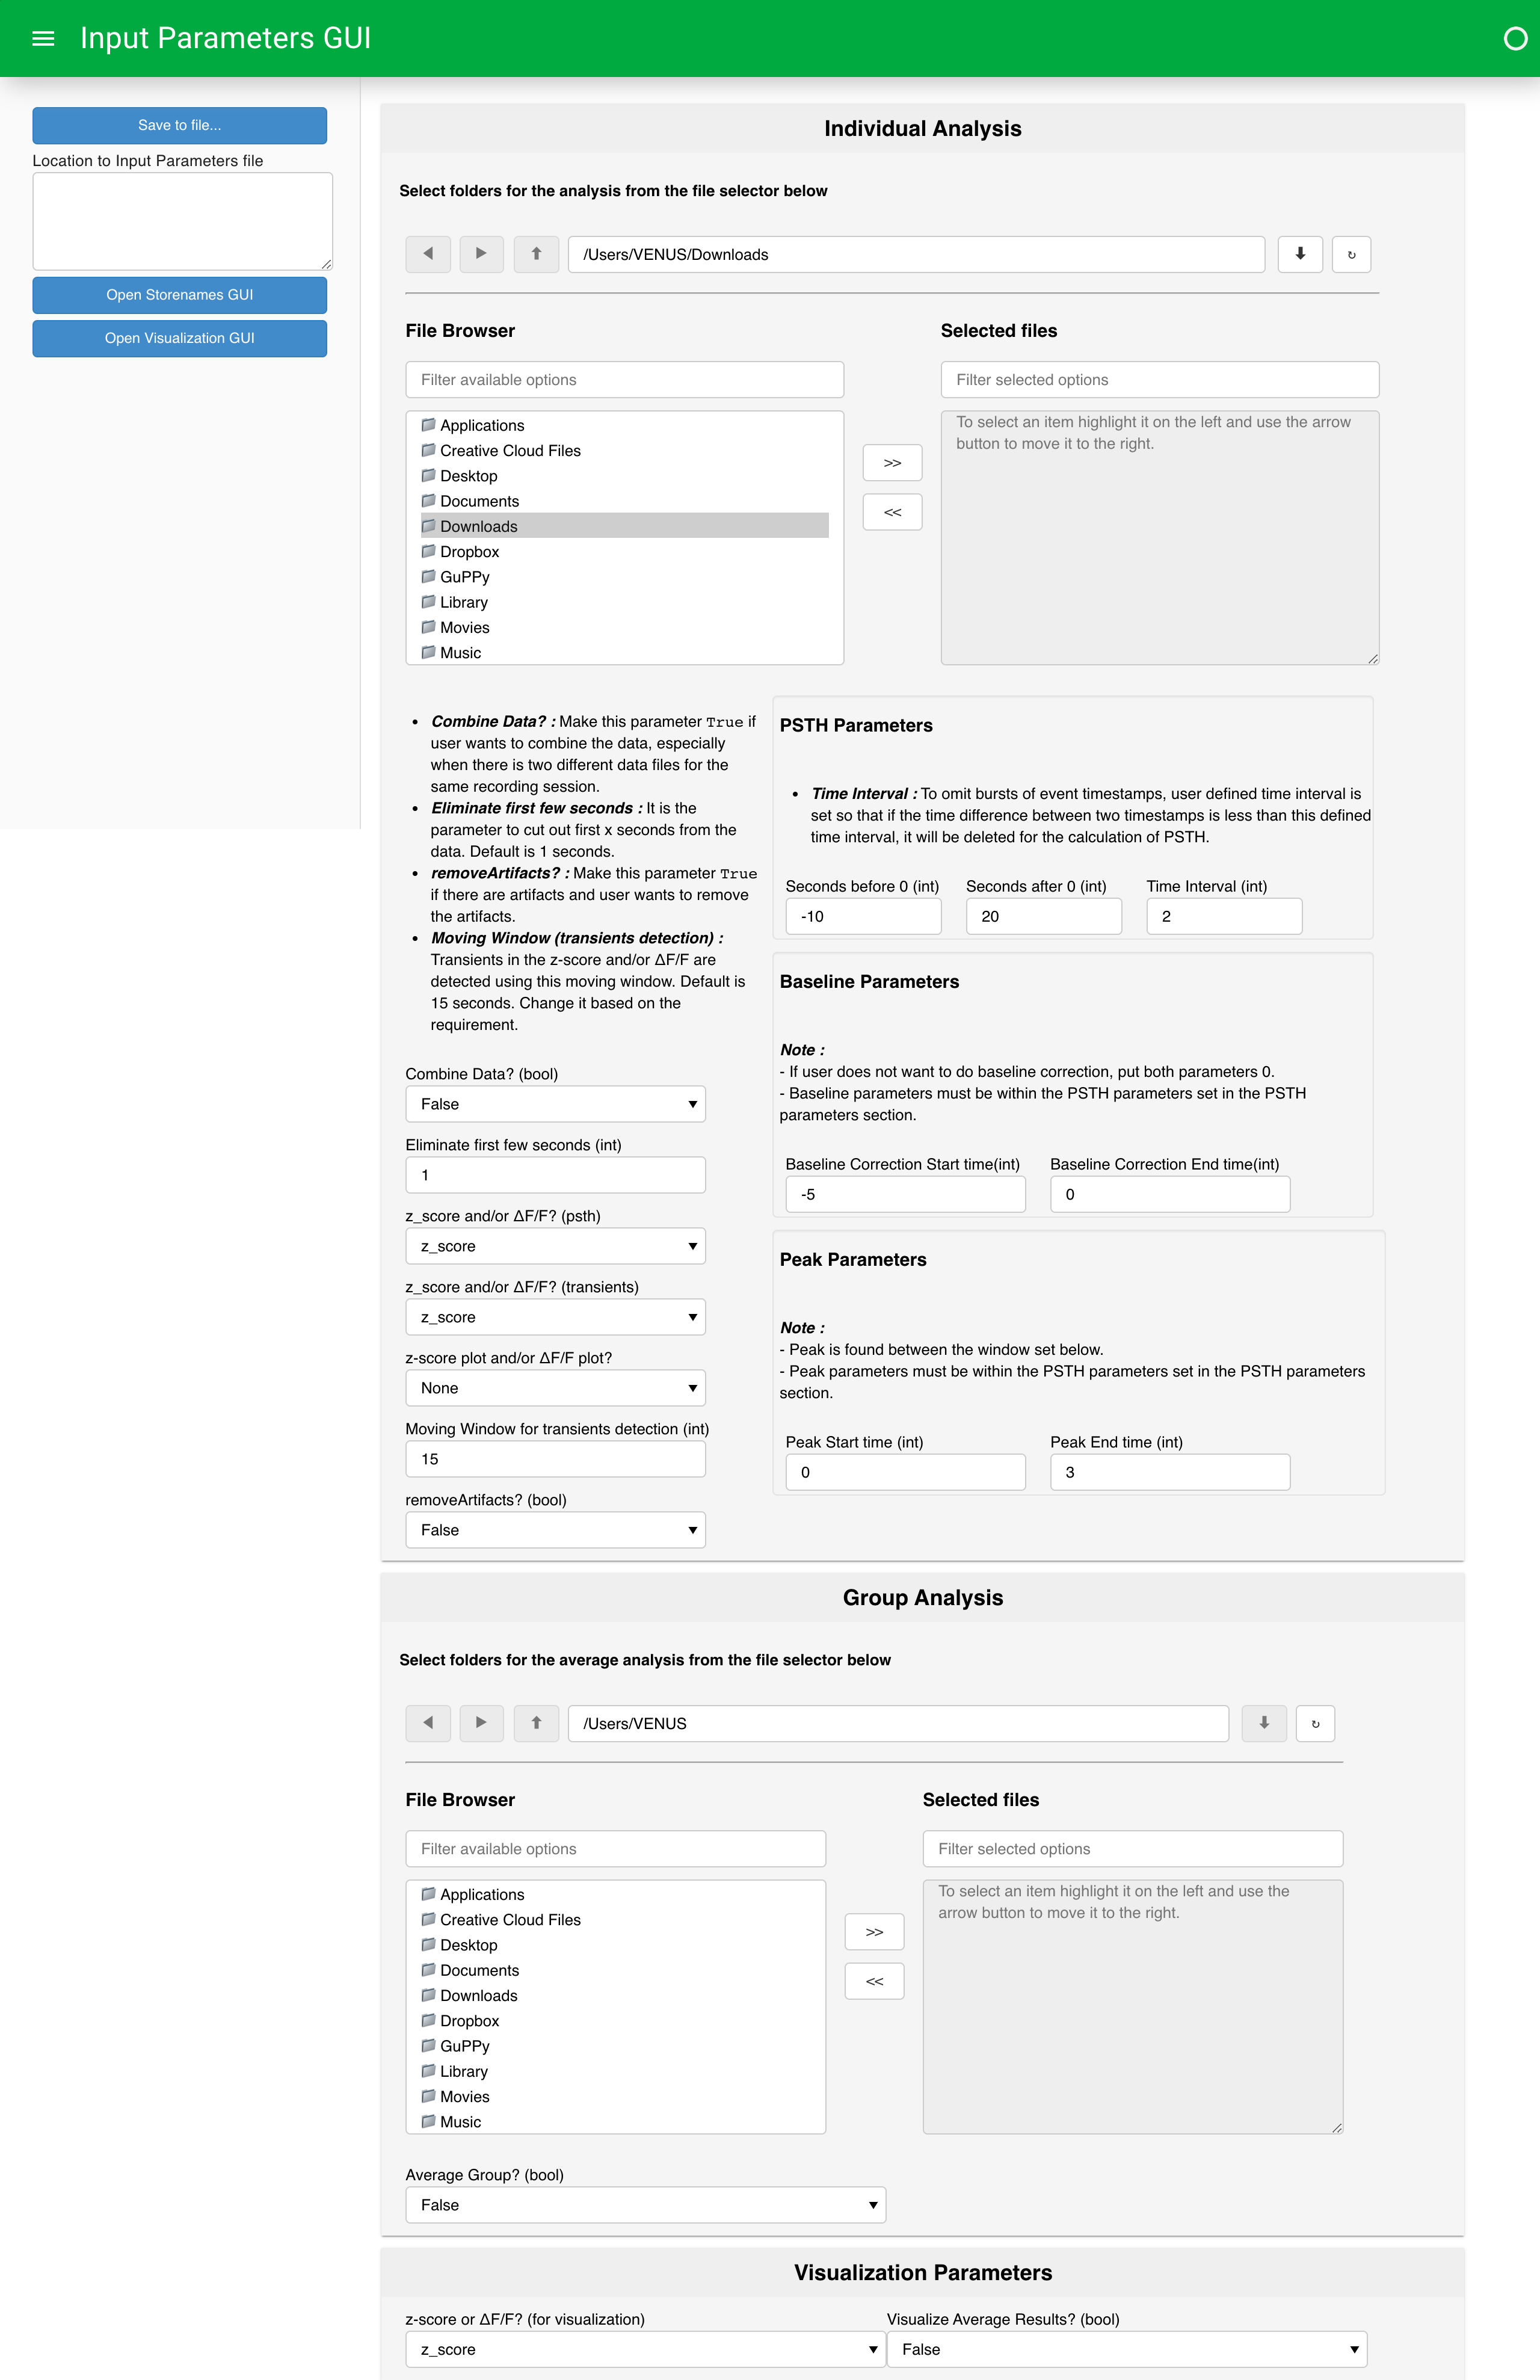 Input Parameters GUI
Save to file...
Location to Input Parameters file
Open Storenames GUI
Open Visualization GUI
Individual Analysis
Select folders for the analysis from the file selector below
◀ ▶ ⬆ /Users/VENUS/Downloads ⬇ ↻
File Browser
Filter available options
Applications
Creative Cloud Files
Desktop
Documents
Downloads
Dropbox
GuPPy
Library
Movies
Music
>>
<<
Selected files
Filter selected options
To select an item highlight it on the left and use the arrow
button to move it to the right.
• Combine Data? : Make this parameter True if
user wants to combine the data, especially
when there is two different data files for the
same recording session.
• Eliminate first few seconds : It is the
parameter to cut out first x seconds from the
data. Default is 1 seconds.
• removeArtifacts? : Make this parameter True
if there are artifacts and user wants to remove
the artifacts.
• Moving Window (transients detection) :
Transients in the z-score and/or ΔF/F are
detected using this moving window. Default is
15 seconds. Change it based on the
requirement.
Combine Data? (bool)
False
Eliminate first few seconds (int)
1
z_score and/or ΔF/F? (psth)
z_score
z_score and/or ΔF/F? (transients)
z_score
z-score plot and/or ΔF/F plot?
None
Moving Window for transients detection (int)
15
removeArtifacts? (bool)
False
PSTH Parameters
• Time Interval : To omit bursts of event timestamps, user defined time interval is
set so that if the time difference between two timestamps is less than this defined
time interval, it will be deleted for the calculation of PSTH.
Seconds before 0 (int) Seconds after 0 (int) Time Interval (int)
-10 20 2
Baseline Parameters
Note :
- If user does not want to do baseline correction, put both parameters 0.
- Baseline parameters must be within the PSTH parameters set in the PSTH
parameters section.
Baseline Correction Start time(int) Baseline Correction End time(int)
-5 0
Peak Parameters
Note :
- Peak is found between the window set below.
- Peak parameters must be within the PSTH parameters set in the PSTH parameters
section.
Peak Start time (int) Peak End time (int)
0 3
Group Analysis
Select folders for the average analysis from the file selector below
◀ ▶ ⬆ /Users/VENUS ⬇ ↻
File Browser
Filter available options
Applications
Creative Cloud Files
Desktop
Documents
Downloads
Dropbox
GuPPy
Library
Movies
Music
>>
<<
Selected files
Filter selected options
To select an item highlight it on the left and use the
arrow button to move it to the right.
Average Group? (bool)
False
Visualization Parameters
z-score or ΔF/F? (for visualization) Visualize Average Results? (bool)
z_score False